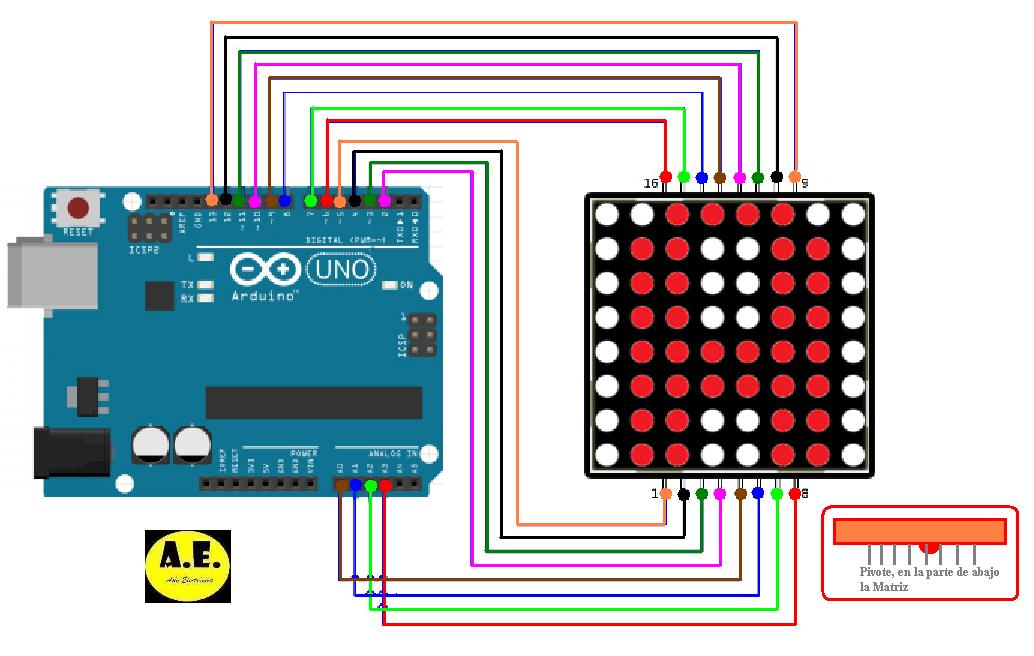 16
9
AREF
GND
13
12
~11
~10
~9
8
7
~6
~5
4
~3
2
TXD▸1
RXD◂0
RESET
ICSP2
DIGITAL (PWM=~)
L
TX
RX
UNO
ON
Arduino™
1
ICSP
IOREF
RESET
3V3
5V
GND
GND
VIN
POWER
ANALOG IN
A0
A1
A2
A3
A4
A5
1
8
A.E.
Pivote, en la parte de abajo
la Matriz